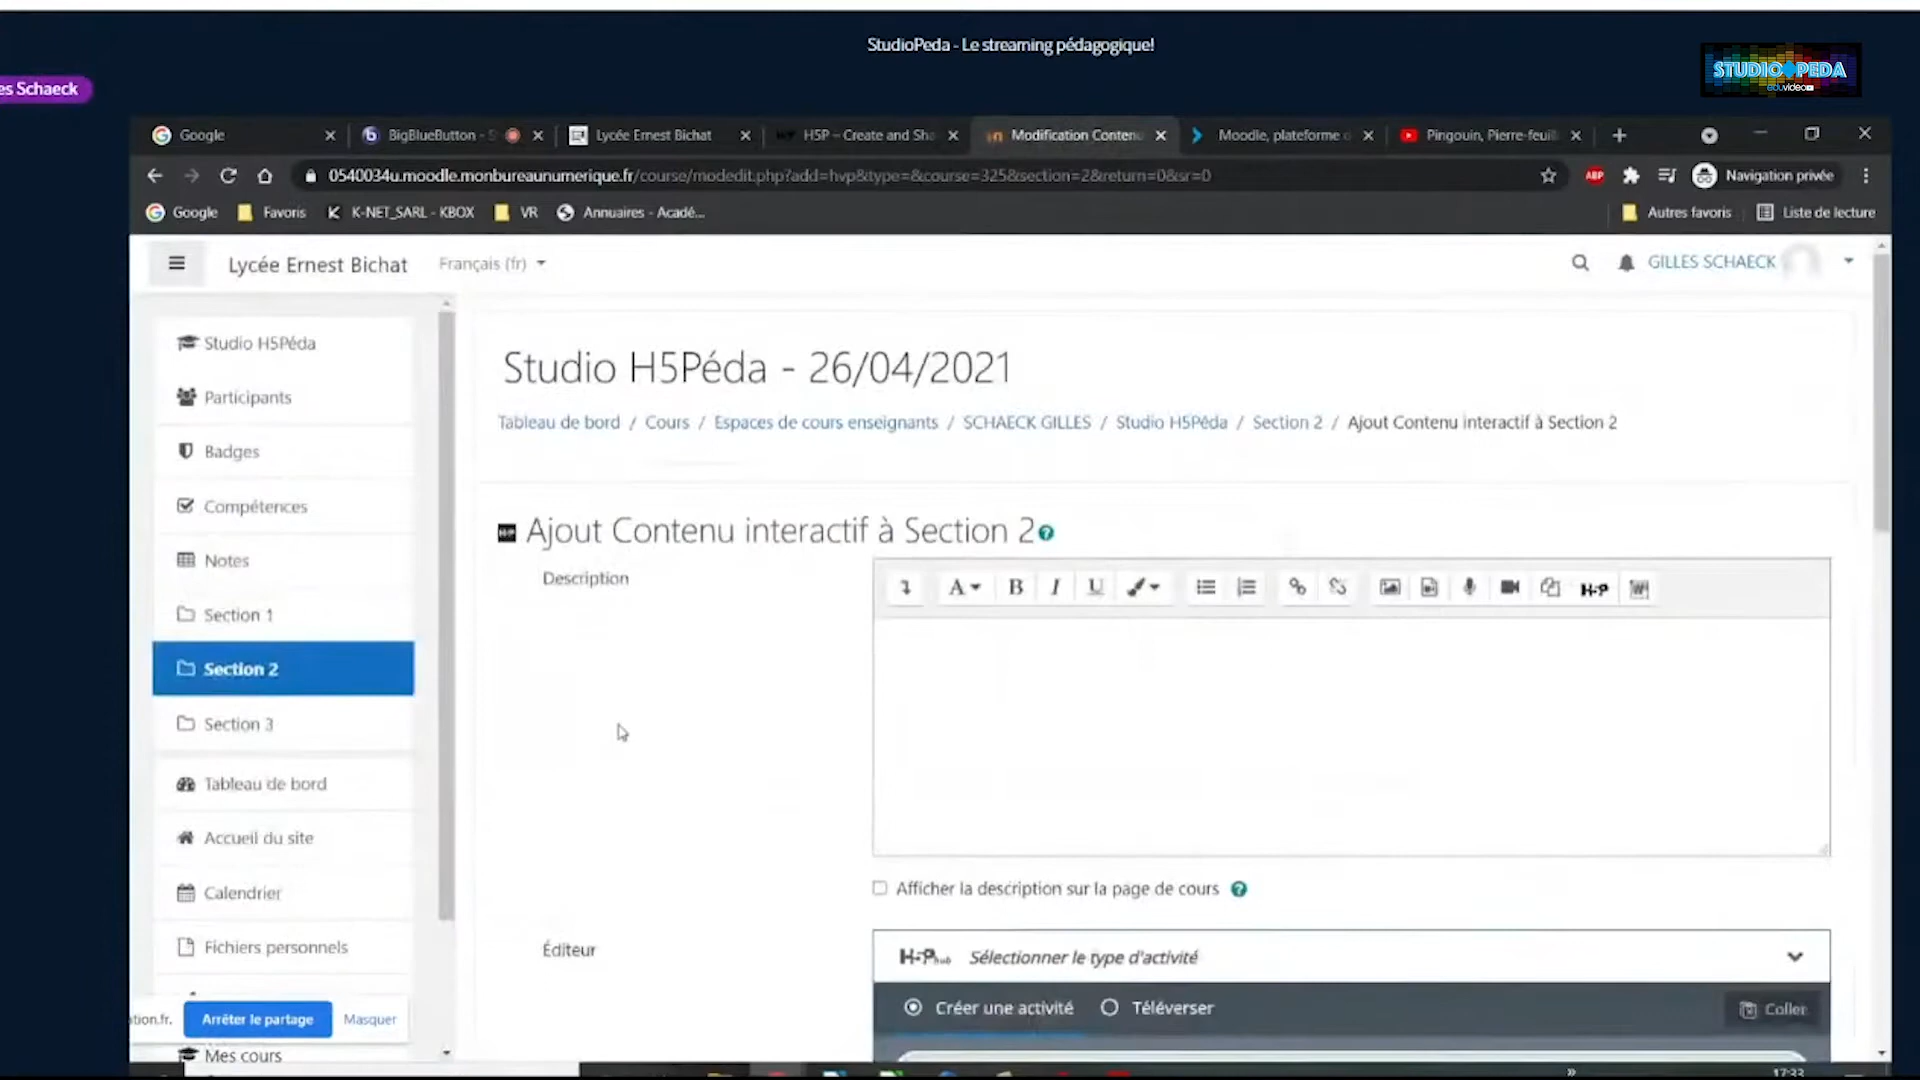 StudioPeda - Le streaming pédagogique!
STUDIO PEDA
eduvideo
es Schaeck
Google
BigBlueButton - S
Lycée Ernest Bichat
H5P – Create and Sha
Modification Contenu
Moodle, plateforme o
Pingouin, Pierre-feuil
0540034u.moodle.monbureaunumerique.fr/course/modedit.php?add=hvp&type=&course=325&section=2&return=0&sr=0
ABP
Navigation privée
Google
Favoris
K-NET_SARL - KBOX
VR
Annuaires - Acadé...
Autres favoris
Liste de lecture
Lycée Ernest Bichat
Français (fr)
GILLES SCHAECK
Studio H5Péda
Participants
Badges
Compétences
Notes
Section 1
Section 2
Section 3
Tableau de bord
Accueil du site
Calendrier
Fichiers personnels
tion.fr.
Arrêter le partage
Masquer
Mes cours
Studio H5Péda - 26/04/2021
Tableau de bord / Cours / Espaces de cours enseignants / SCHAECK GILLES / Studio H5Péda / Section 2 / Ajout Contenu interactif à Section 2
Ajout Contenu interactif à Section 2
Description
A B I U H-P
Afficher la description sur la page de cours
Éditeur
H-P hub Sélectionner le type d'activité
Créer une activité
Téléverser
Coller
17:33